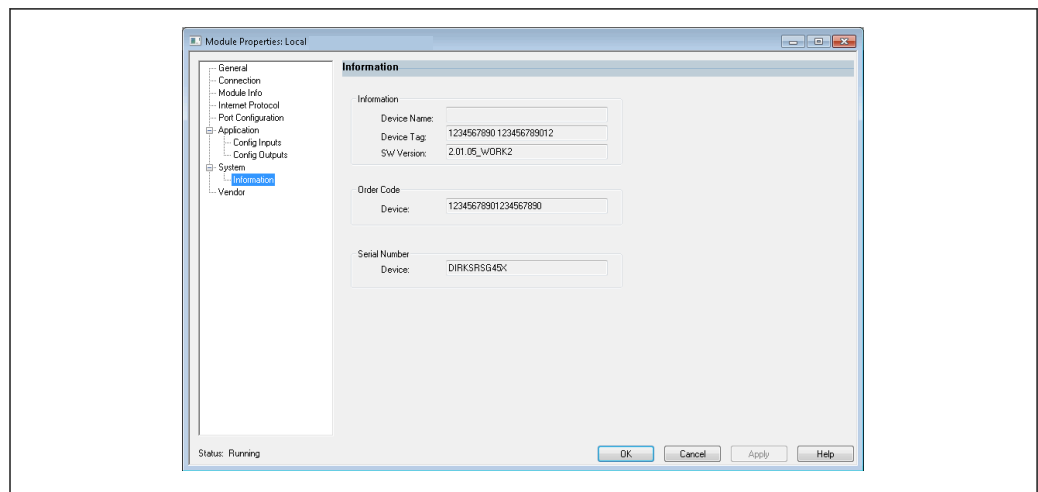 Module Properties: Local
General
Connection
Module Info
Internet Protocol
Port Configuration
Application
Config Inputs
Config Outputs
System
Information
Vendor
Information
Information
Device Name:
Device Tag: 1234567890 123456789012
SW Version: 2.01.05_WORK2
Order Code
Device: 12345678901234567890
Serial Number
Device: DIRKSRSG45X
Status: Running
OK Cancel Apply Help